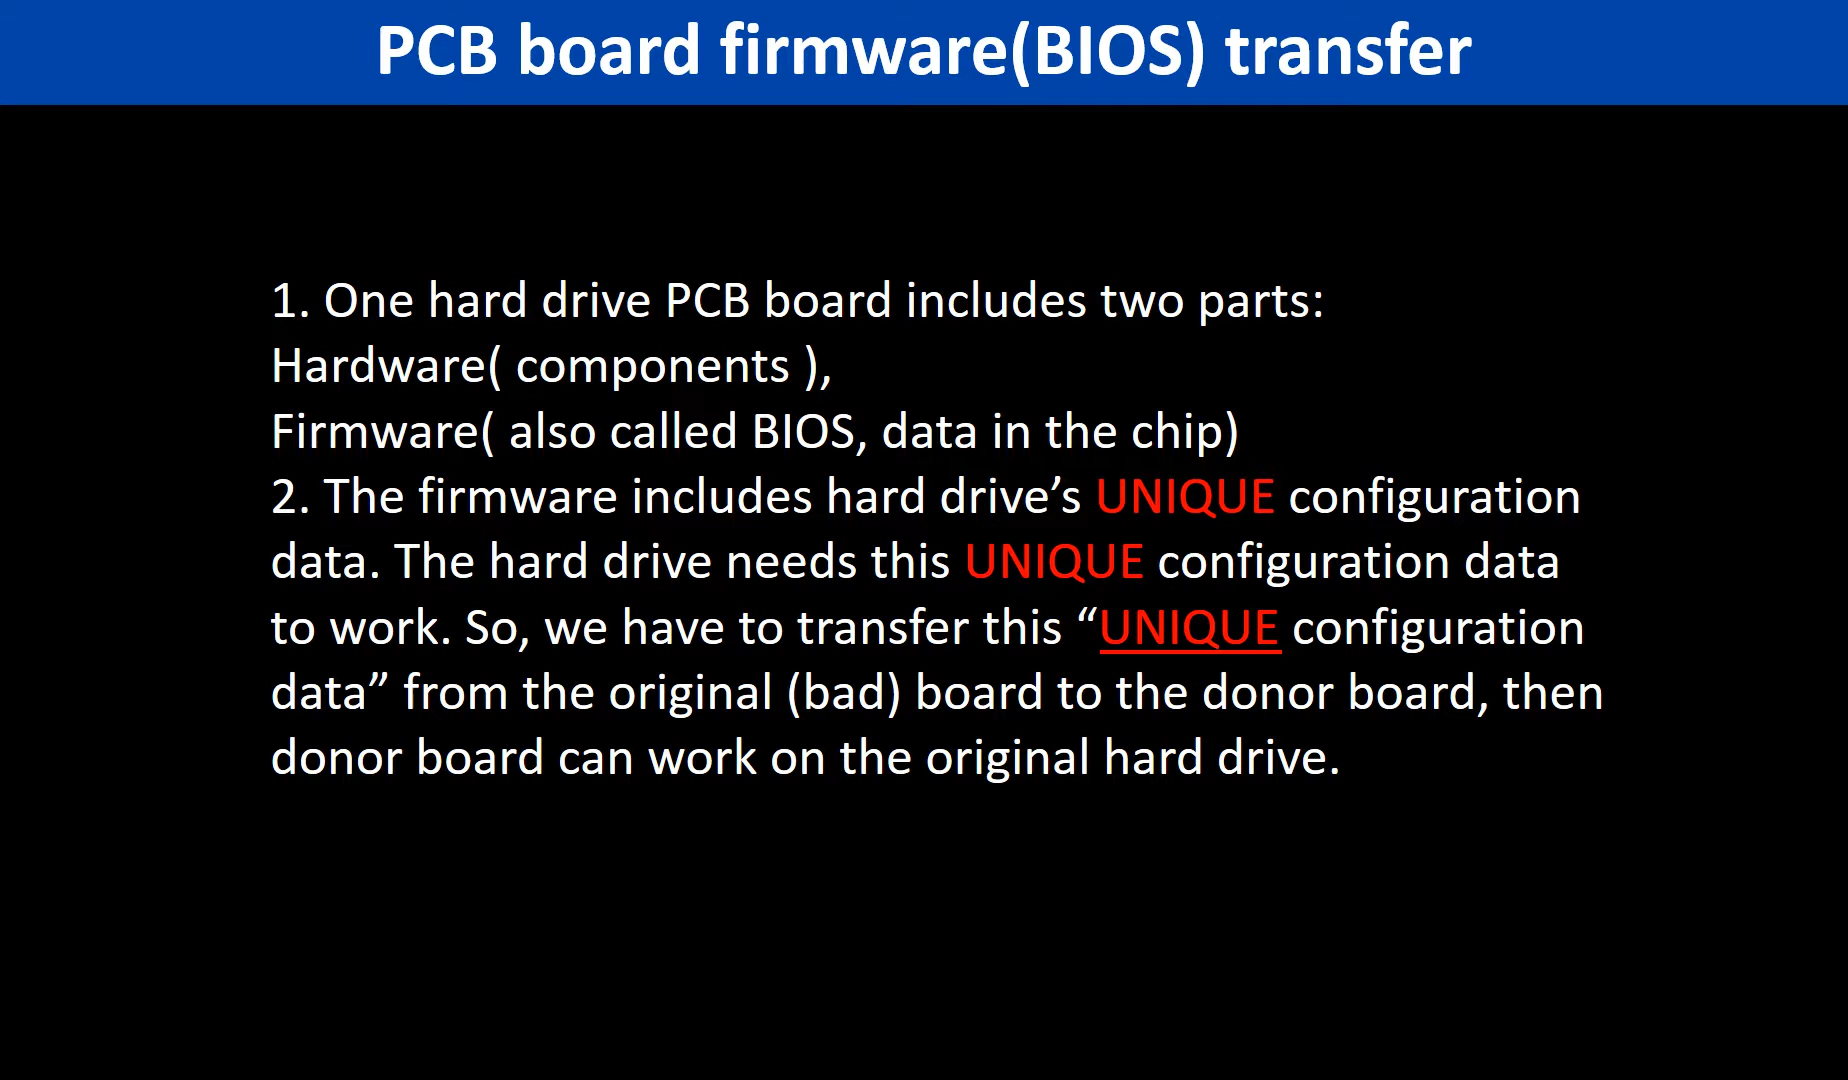 PCB board firmware(BIOS) transfer
1. One hard drive PCB board includes two parts:
Hardware( components ),
Firmware( also called BIOS, data in the chip)
2. The firmware includes hard drive’s UNIQUE configuration
data. The hard drive needs this UNIQUE configuration data
to work. So, we have to transfer this “UNIQUE configuration
data” from the original (bad) board to the donor board, then
donor board can work on the original hard drive.